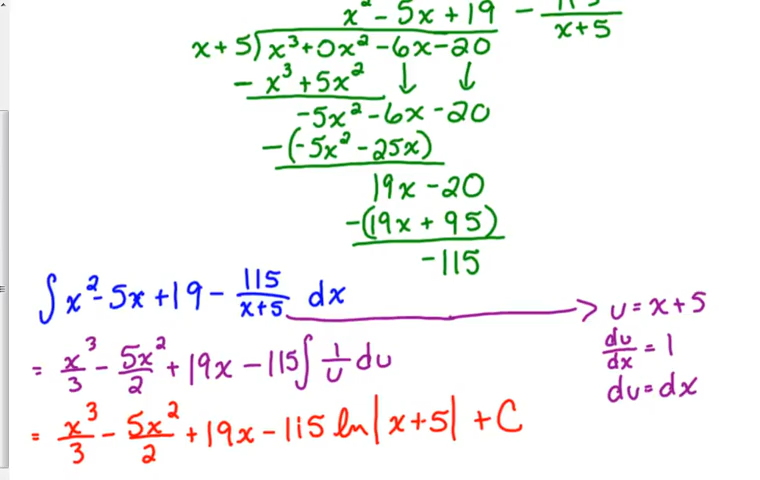 x² - 5x + 19 - 115/(x+5)
x + 5)x³ + 0x² - 6x - 20
- x³ + 5x² ↓ ↓
-5x² - 6x - 20
-(-5x² - 25x)
19x - 20
-(19x + 95)
-115
∫ x² - 5x + 19 - 115/(x+5) dx → u = x + 5
du/dx = 1
= x³/3 - 5x²/2 + 19x - 115 ∫ 1/u du
du = dx
= x³/3 - 5x²/2 + 19x - 115 ln|x+5| + C